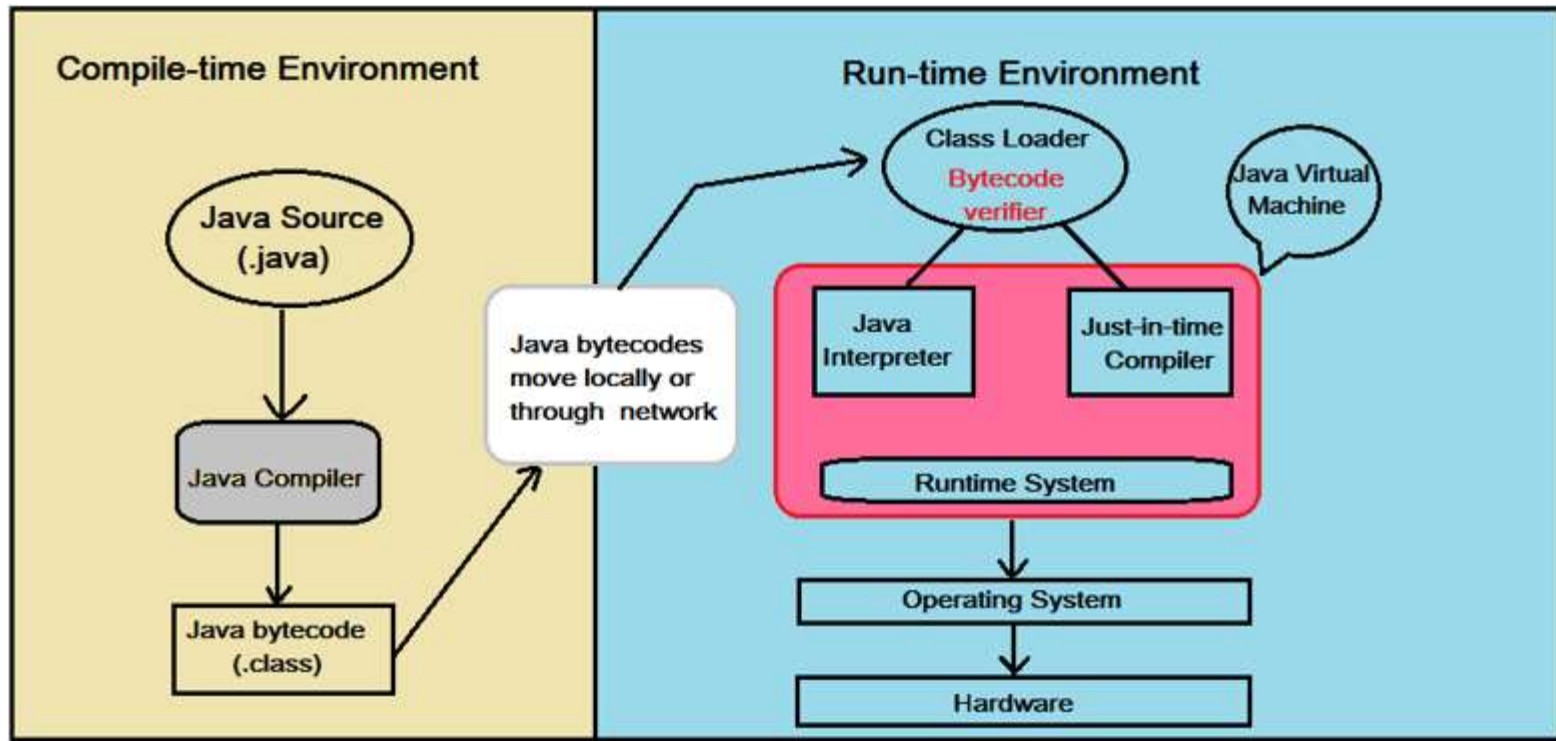 Compile-time Environment
Java Source
(.java)
Java Compiler
Java bytecode
(.class)
Java bytecodes
move locally or
through network
Run-time Environment
Class Loader
Bytecode
verifier
Java Virtual
Machine
Java
Interpreter
Just-in-time
Compiler
Runtime System
Operating System
Hardware